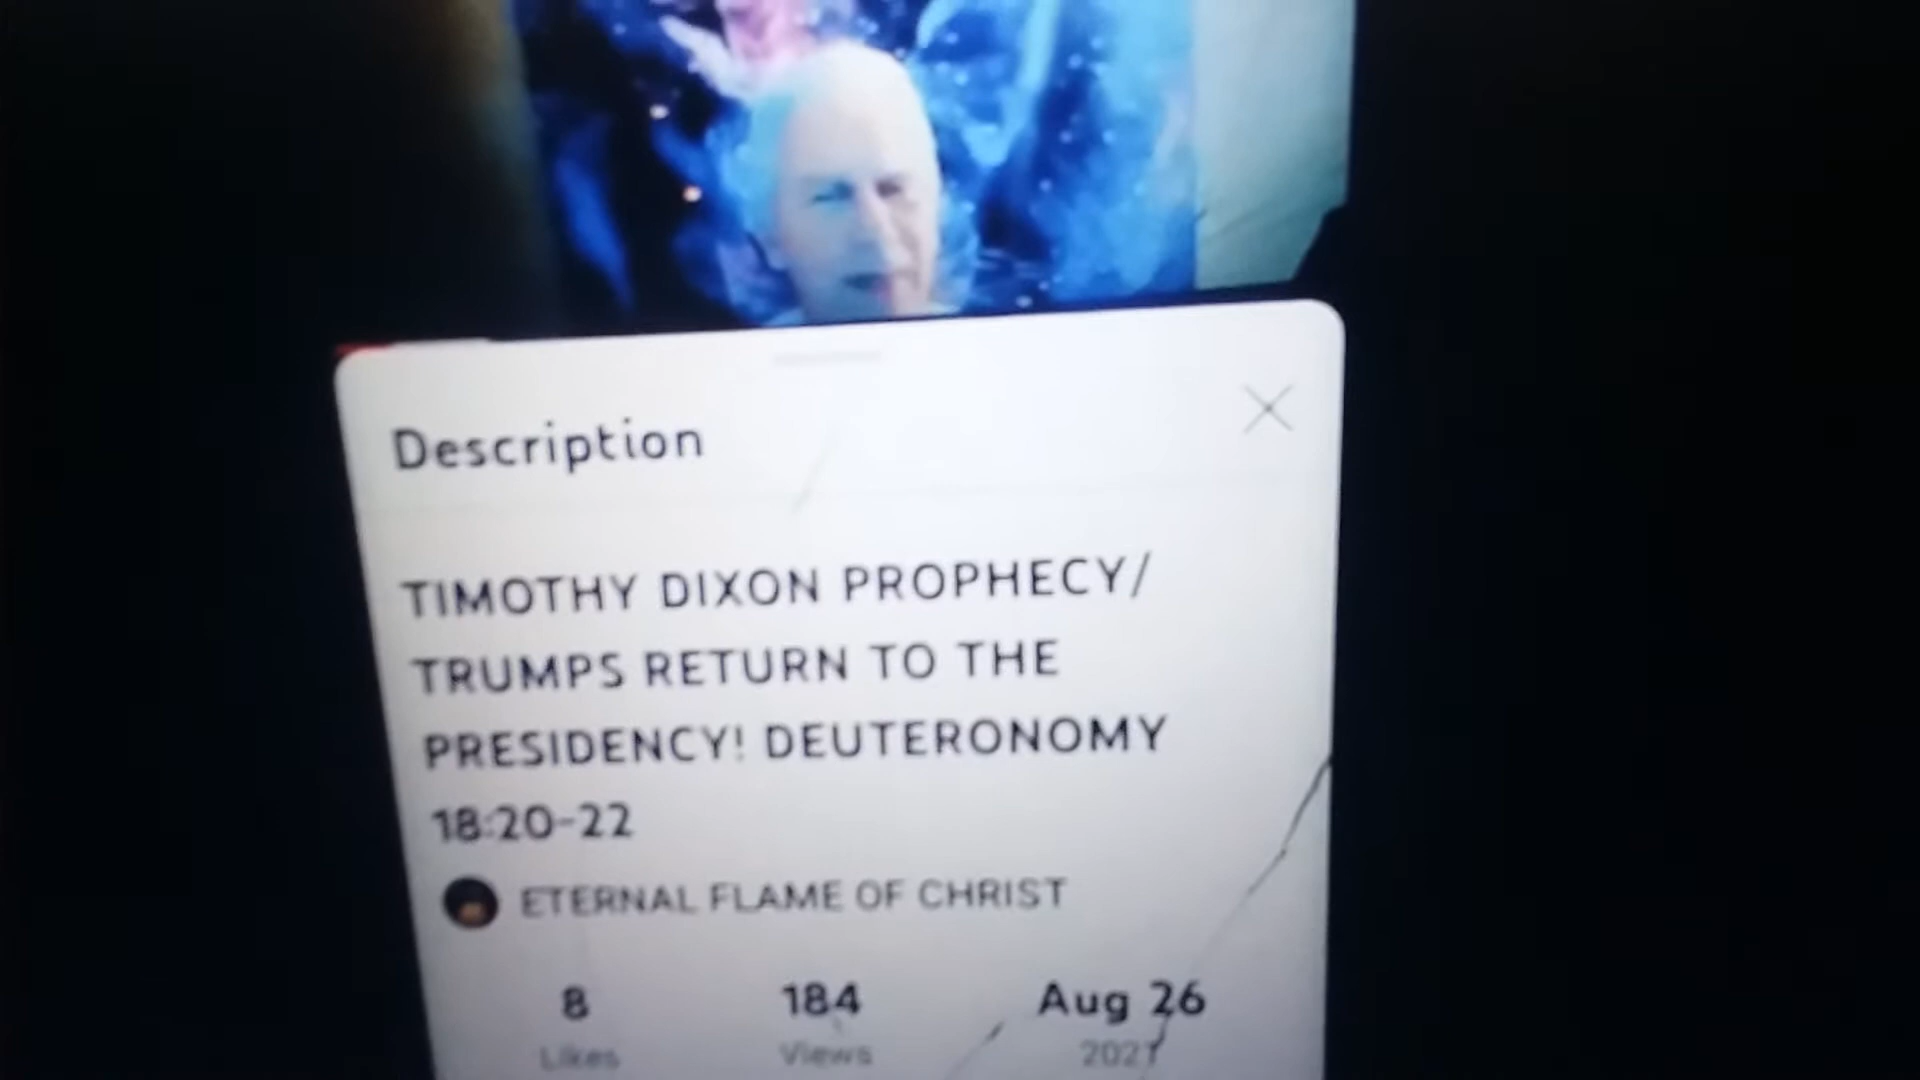 Description
TIMOTHY DIXON PROPHECY/
TRUMPS RETURN TO THE
PRESIDENCY! DEUTERONOMY
18:20-22
ETERNAL FLAME OF CHRIST
8 184 Aug 26
Likes Views 2021